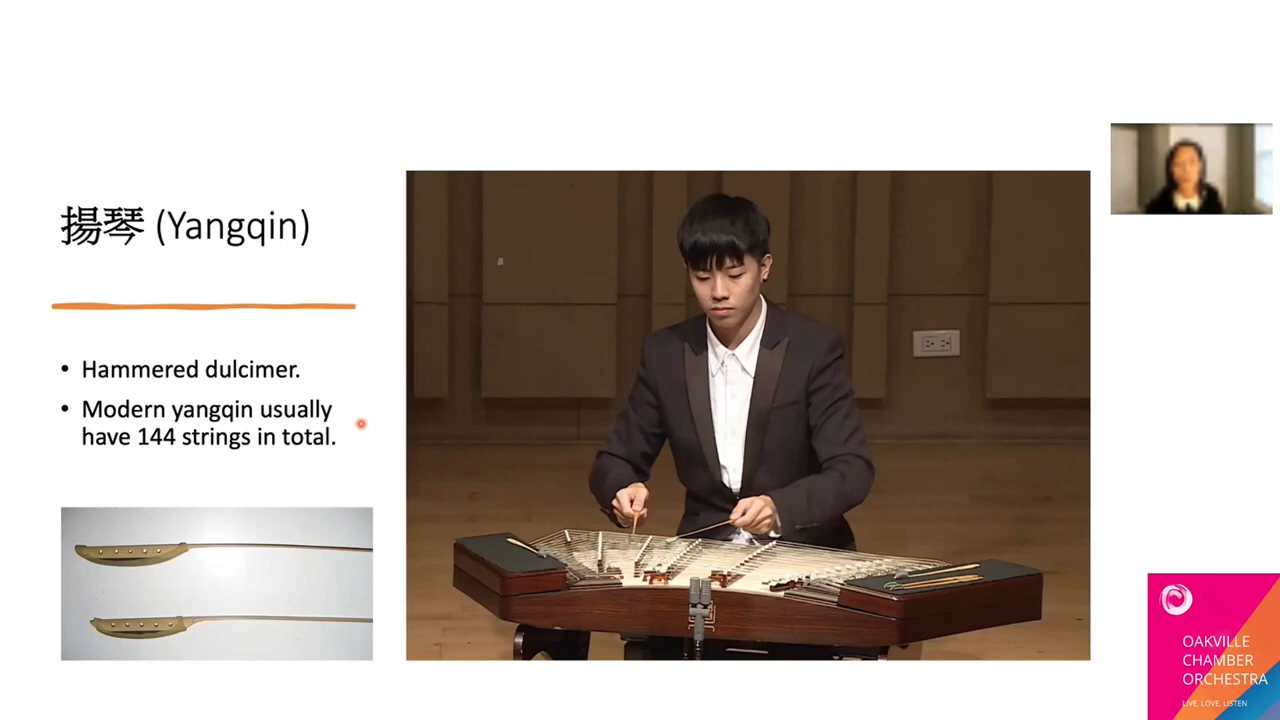 揚琴 (Yangqin)
• Hammered dulcimer.
• Modern yangqin usually
have 144 strings in total.
OAKVILLE
CHAMBER
ORCHESTRA
LIVE, LOVE, LISTEN